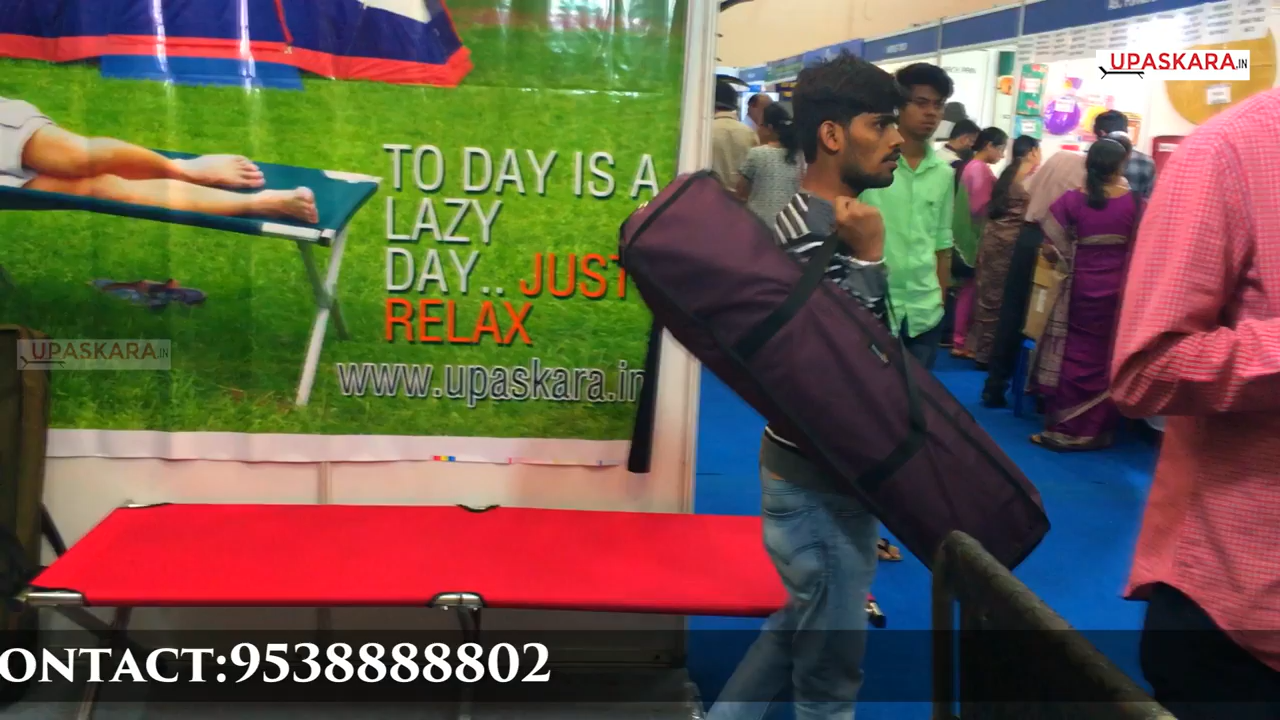 UPASKARA.IN
TO DAY IS A
LAZY
DAY.. JUST
RELAX
UPASKARA.IN
www.upaskara.in
ONTACT:9538888802